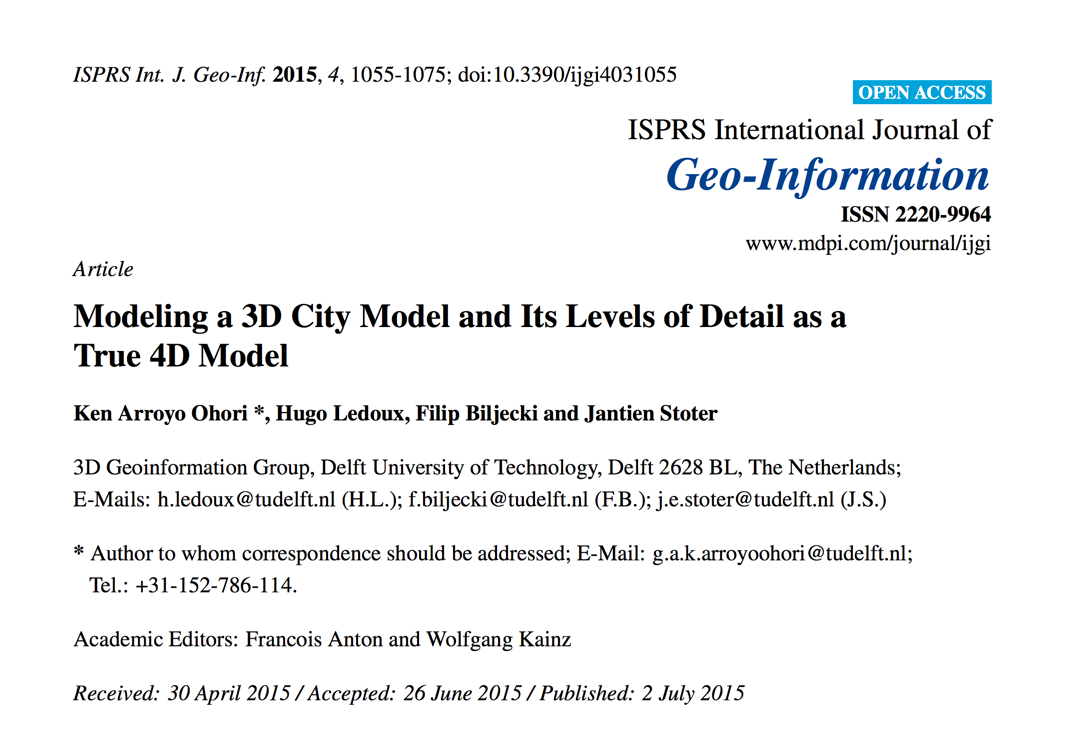 ISPRS Int. J. Geo-Inf. 2015, 4, 1055-1075; doi:10.3390/ijgi4031055
OPEN ACCESS
ISPRS International Journal of
Geo-Information
ISSN 2220-9964
www.mdpi.com/journal/ijgi
Article
Modeling a 3D City Model and Its Levels of Detail as a
True 4D Model
Ken Arroyo Ohori *, Hugo Ledoux, Filip Biljecki and Jantien Stoter
3D Geoinformation Group, Delft University of Technology, Delft 2628 BL, The Netherlands;
E-Mails: h.ledoux@tudelft.nl (H.L.); f.biljecki@tudelft.nl (F.B.); j.e.stoter@tudelft.nl (J.S.)
* Author to whom correspondence should be addressed; E-Mail: g.a.k.arroyoohori@tudelft.nl;
Tel.: +31-152-786-114.
Academic Editors: Francois Anton and Wolfgang Kainz
Received: 30 April 2015 / Accepted: 26 June 2015 / Published: 2 July 2015